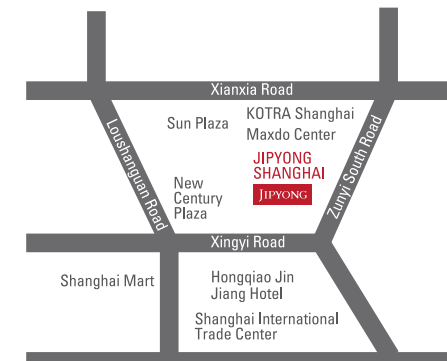 Xianxia Road
KOTRA Shanghai
Sun Plaza
Maxdo Center
Loushanguan Road
JIPYONG
SHANGHAI
Zunyi South Road
New
Century
Plaza
JIPYONG
Xingyi Road
Shanghai Mart
Hongqiao Jin
Jiang Hotel
Shanghai International
Trade Center